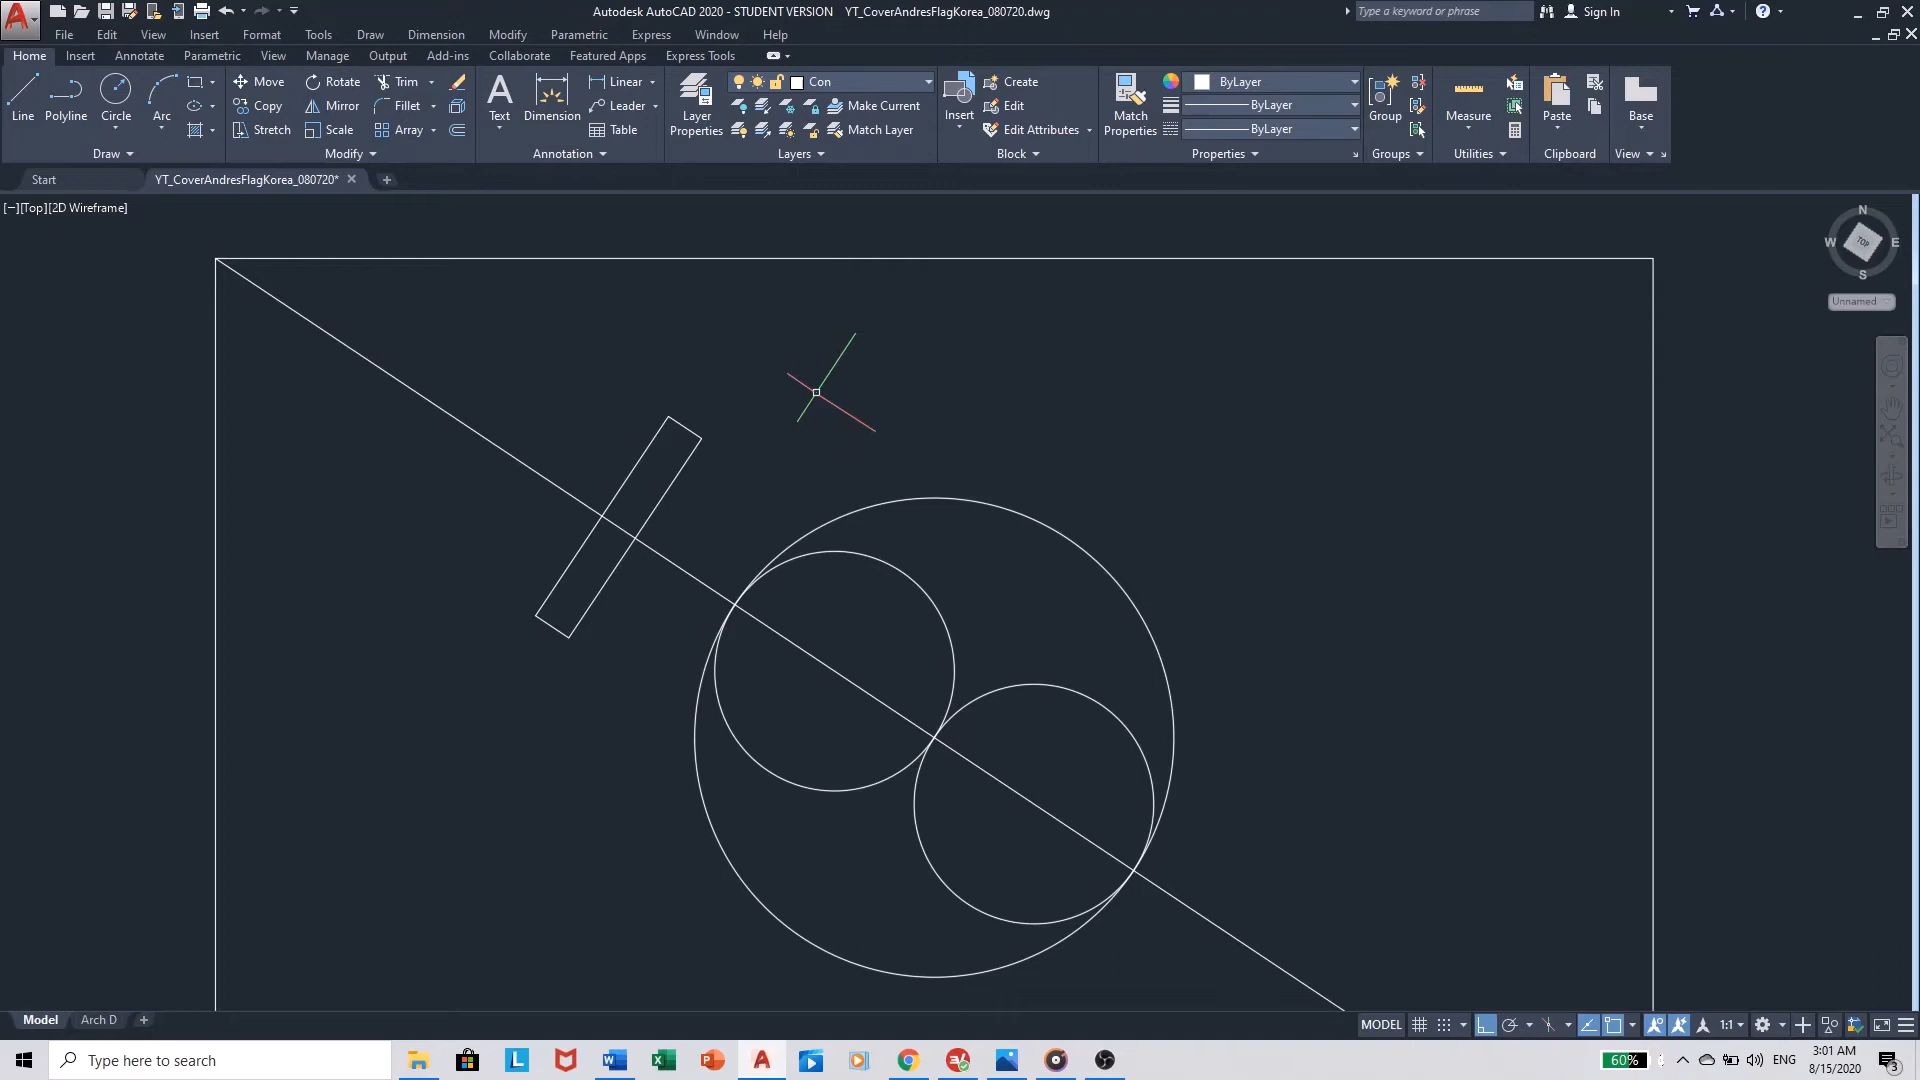 Autodesk AutoCAD 2020 - STUDENT VERSION YT_CoverAndresFlagKorea_080720.dwg
Type a keyword or phrase
Sign In
File Edit View Insert Format Tools Draw Dimension Modify Parametric Express Window Help
Home Insert Annotate Parametric View Manage Output Add-ins Collaborate Featured Apps Express Tools
Line Polyline Circle Arc
Draw
Move Rotate Trim
Copy Mirror Fillet
Stretch Scale Array
Modify
Text Dimension
Linear
Leader
Table
Annotation
Layer Properties
Con
Make Current
Match Layer
Layers
Insert
Create
Edit
Edit Attributes
Block
Match Properties
ByLayer
ByLayer
ByLayer
Properties
Group
Groups
Measure
Utilities
Paste
Clipboard
Base
View
Start YT_CoverAndresFlagKorea_080720*
[−][Top][2D Wireframe]
N
W TOP E
S
Unnamed
Model Arch D
MODEL 1:1
Type here to search
60% ENG
3:01 AM
8/15/2020
3